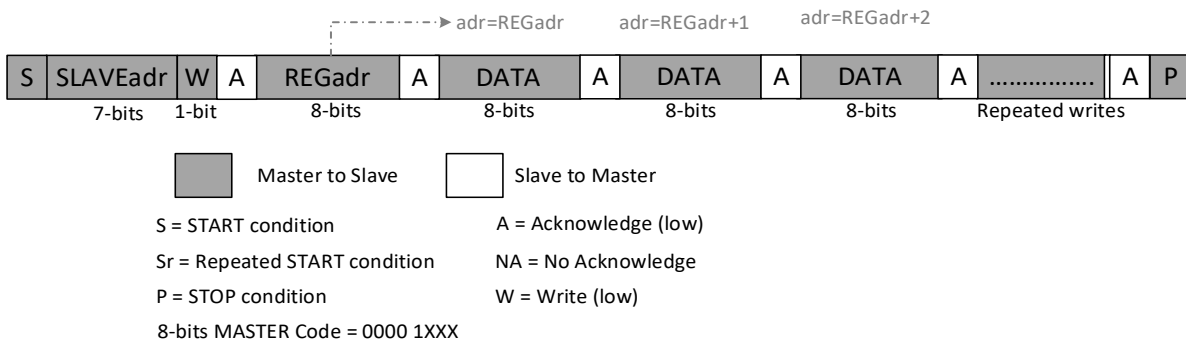 adr=REGadr adr=REGadr+1 adr=REGadr+2
S SLAVEadr W A REGadr A DATA A DATA A DATA A ................ A P
7-bits 1-bit 8-bits 8-bits 8-bits 8-bits Repeated writes
Master to Slave Slave to Master
S = START condition A = Acknowledge (low)
Sr = Repeated START condition NA = No Acknowledge
P = STOP condition W = Write (low)
8-bits MASTER Code = 0000 1XXX